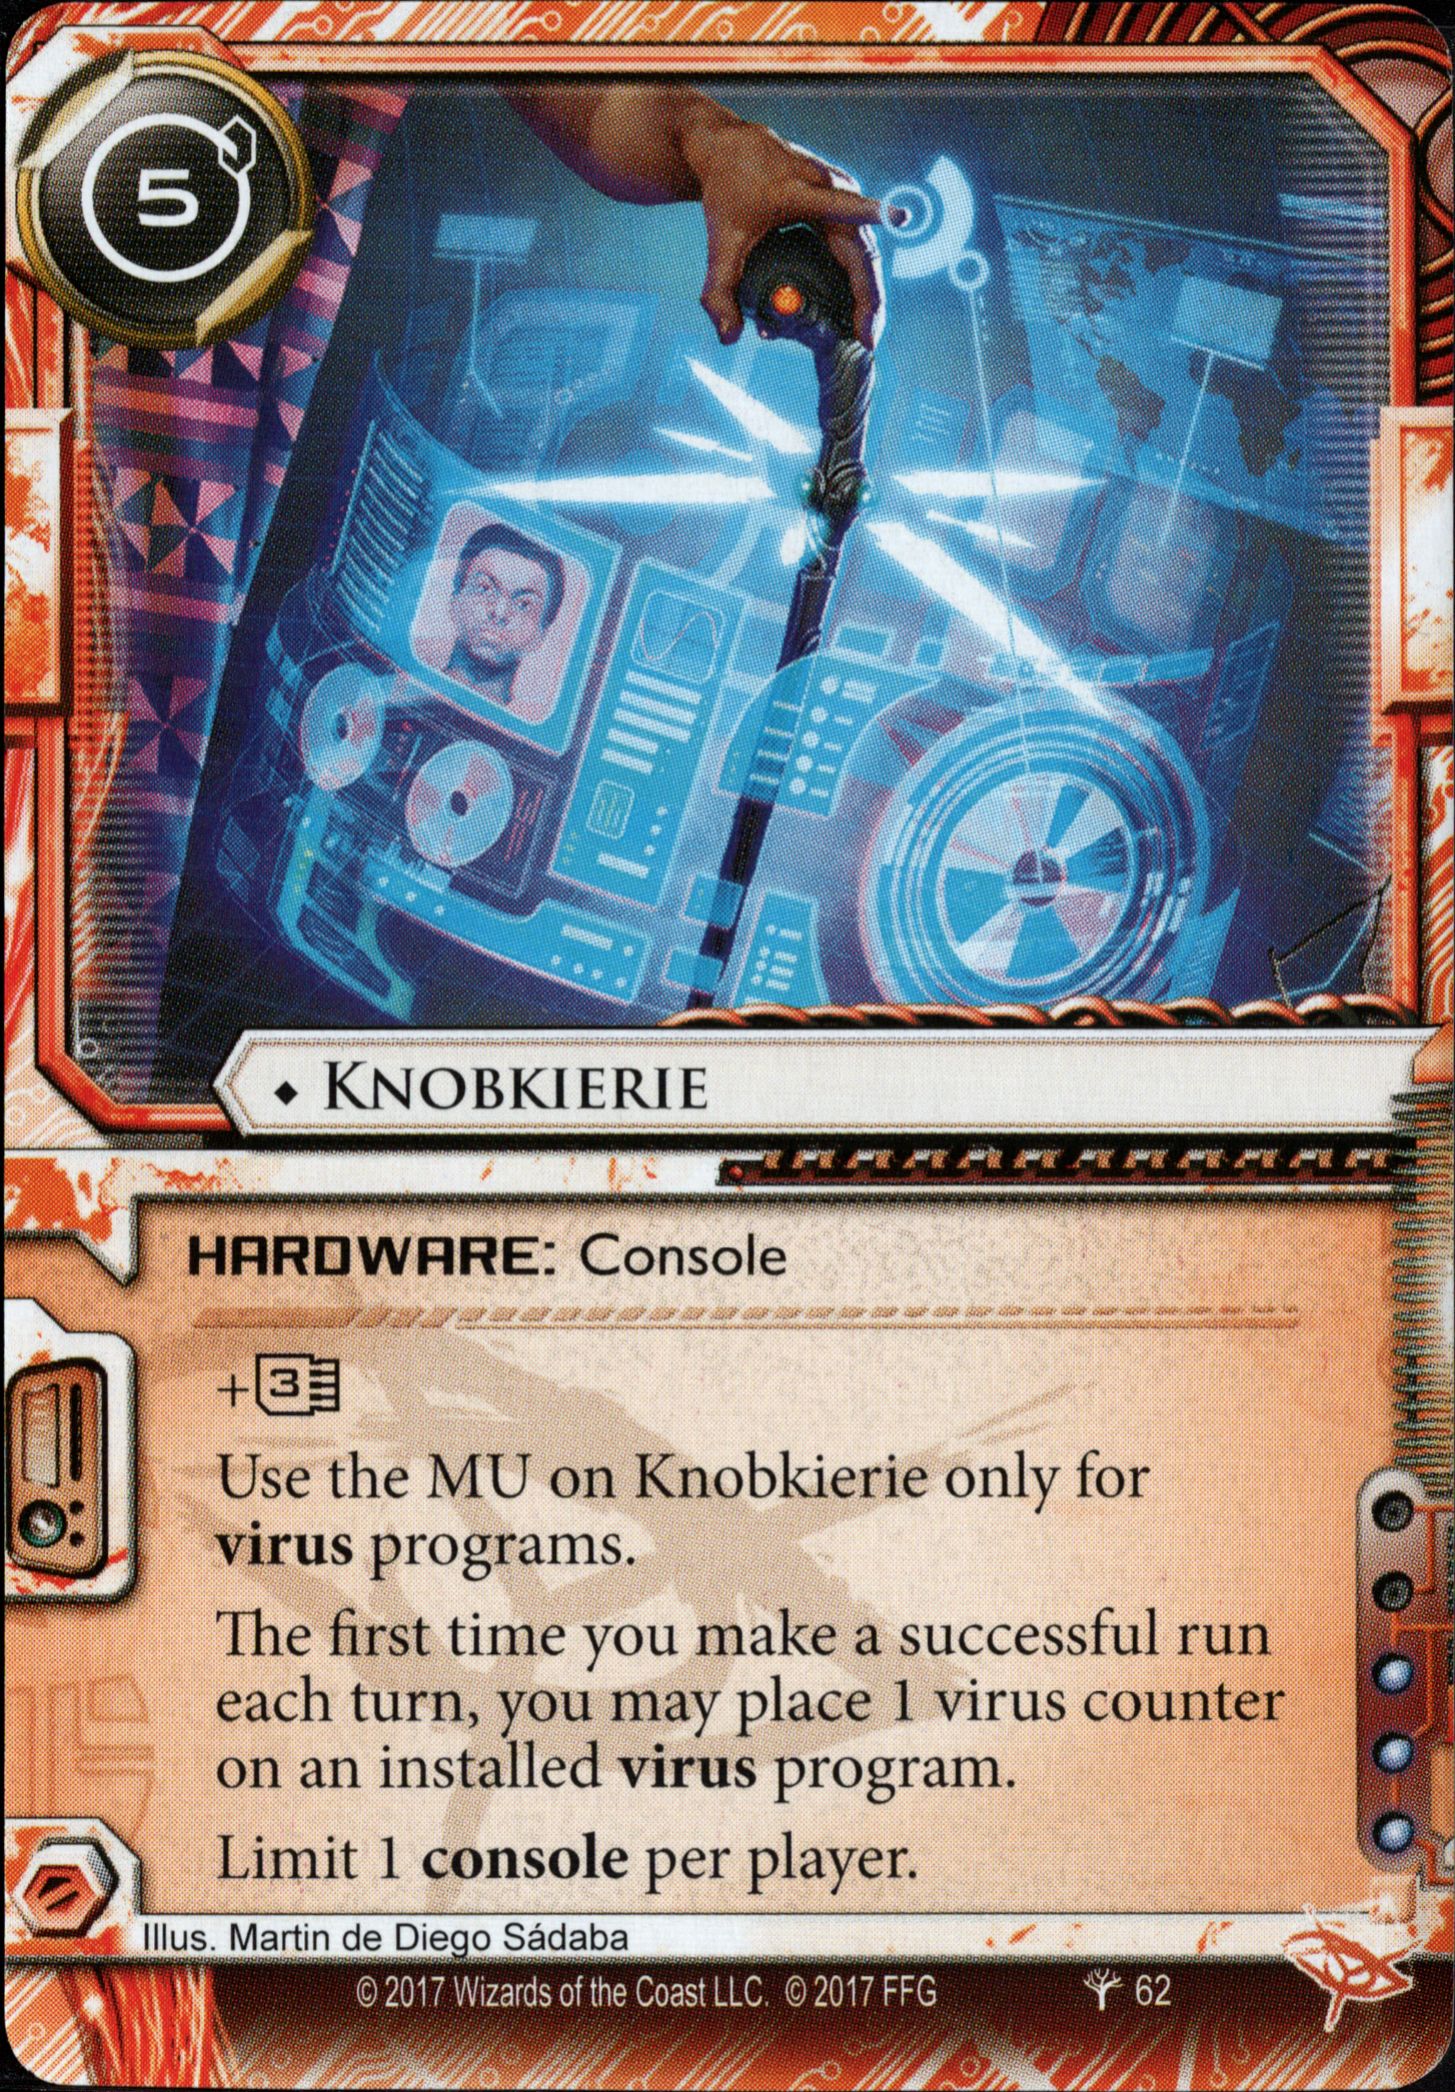 5
◆ KNOBKIERIE
HARDWARE: Console
+3
Use the MU on Knobkierie only for
virus programs.
The first time you make a successful run
each turn, you may place 1 virus counter
on an installed virus program.
Limit 1 console per player.
Illus. Martin de Diego Sádaba
© 2017 Wizards of the Coast LLC. © 2017 FFG 62